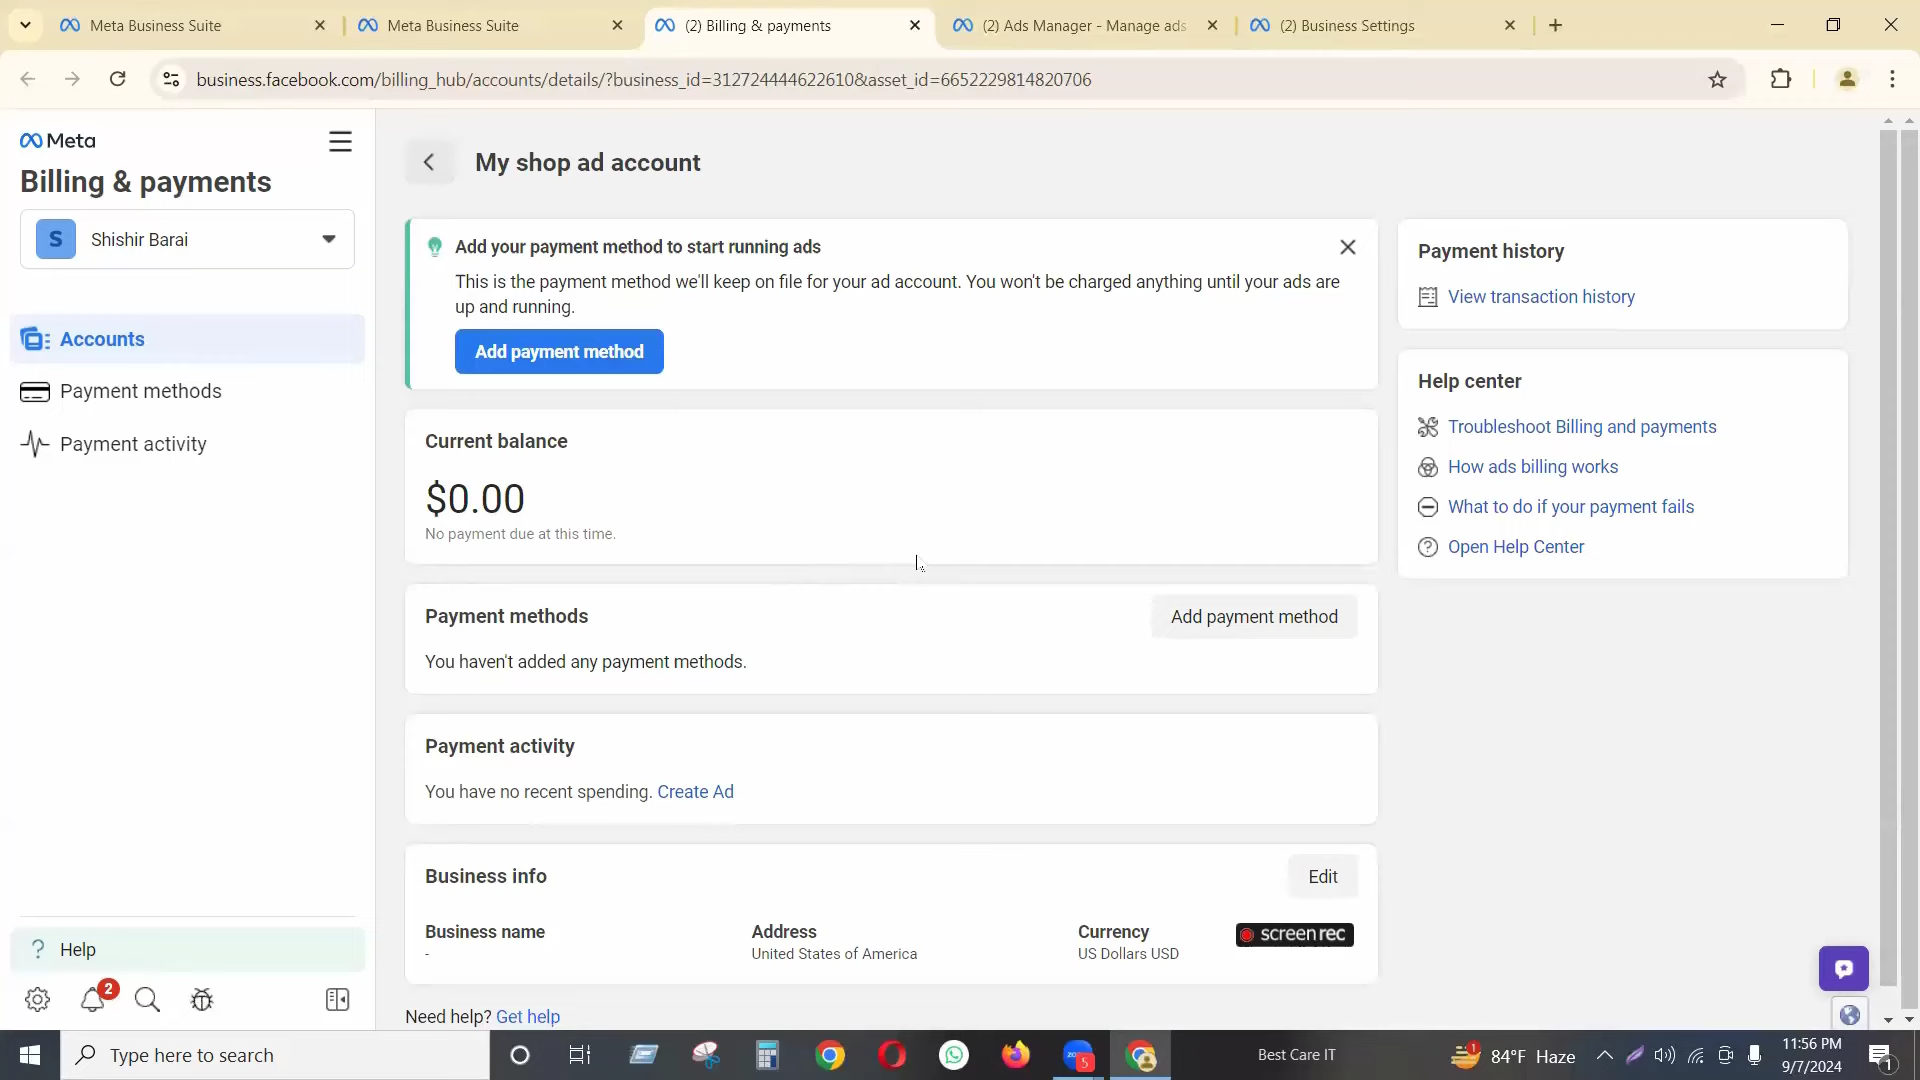 Meta Business Suite
Meta Business Suite
(2) Billing & payments
(2) Ads Manager - Manage ads
(2) Business Settings
business.facebook.com/billing_hub/accounts/details/?business_id=312724444622610&asset_id=6652229814820706
Meta
Billing & payments
S
Shishir Barai
Accounts
Payment methods
Payment activity
Help
2
My shop ad account
Add your payment method to start running ads
This is the payment method we'll keep on file for your ad account. You won't be charged anything until your ads are
up and running.
Add payment method
Current balance
$0.00
No payment due at this time.
Payment methods
Add payment method
You haven't added any payment methods.
Payment activity
You have no recent spending. Create Ad
Business info
Edit
Business name
-
Address
United States of America
Currency
US Dollars USD
screenrec
Need help? Get help
Payment history
View transaction history
Help center
Troubleshoot Billing and payments
How ads billing works
What to do if your payment fails
Open Help Center
Type here to search
5
Best Care IT
1
84°F Haze
11:56 PM
9/7/2024
1